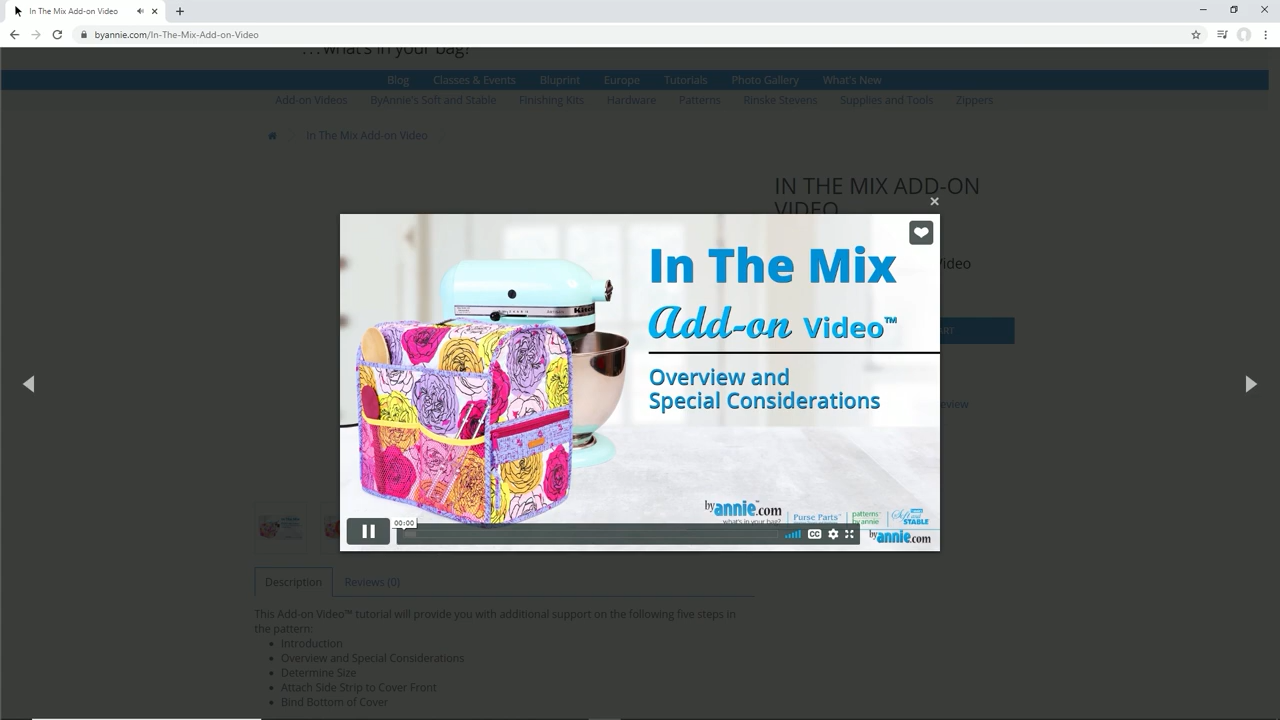 In The Mix Add-on Video
byannie.com/In-The-Mix-Add-on-Video
...what's in your bag?
Blog Classes & Events Bluprint Europe Tutorials Photo Gallery What's New
Add-on Videos ByAnnie's Soft and Stable Finishing Kits Hardware Patterns Rinske Stevens Supplies and Tools Zippers
In The Mix Add-on Video
IN THE MIX ADD-ON
VIDEO
In The Mix
Add-on Video™
Overview and
Special Considerations
byannie.com™
what's in your bag?
Purse Parts™
patterns
by annie
Soft and
STABLE
00:00
CC
byannie.com
Description Reviews (0)
This Add-on Video™ tutorial will provide you with additional support on the following five steps in
the pattern:
• Introduction
• Overview and Special Considerations
• Determine Size
• Attach Side Strip to Cover Front
• Bind Bottom of Cover